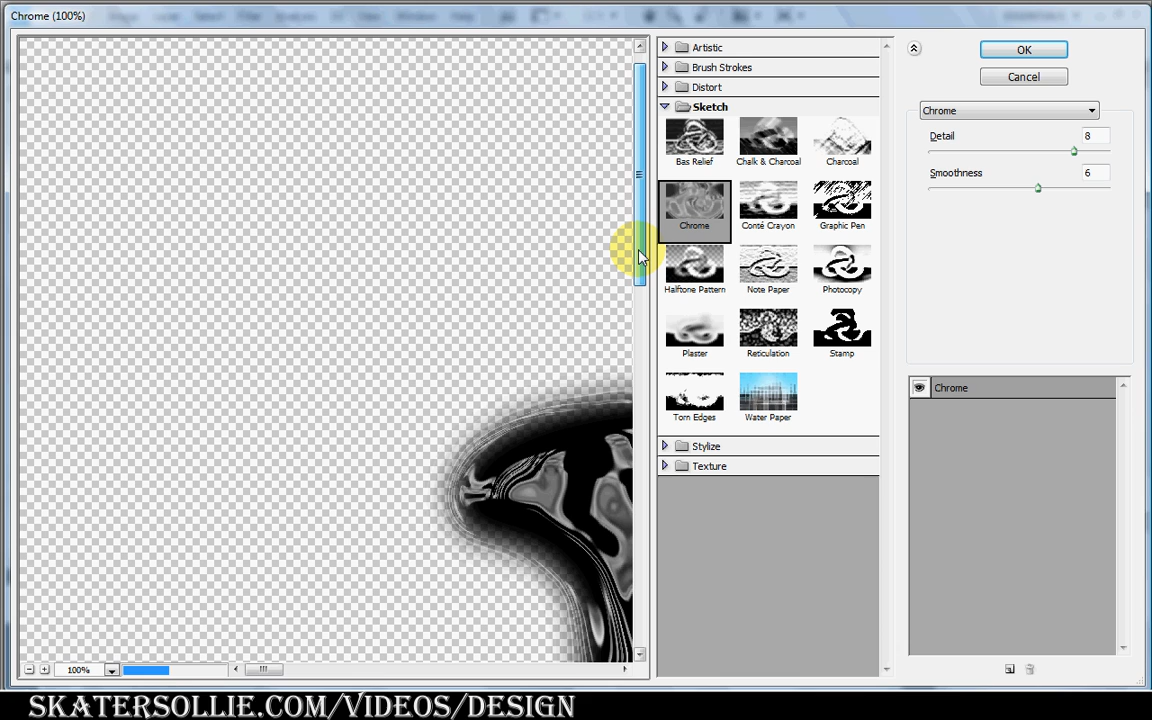 Chrome (100%)
Artistic
Brush Strokes
Distort
Sketch
Bas Relief
Chalk & Charcoal
Charcoal
Chrome
Conté Crayon
Graphic Pen
Halftone Pattern
Note Paper
Photocopy
Plaster
Reticulation
Stamp
Torn Edges
Water Paper
Stylize
Texture
OK
Cancel
Chrome
Detail 8
Smoothness 6
Chrome
100%
SKATERSOLLIE.COM/VIDEOS/DESIGN